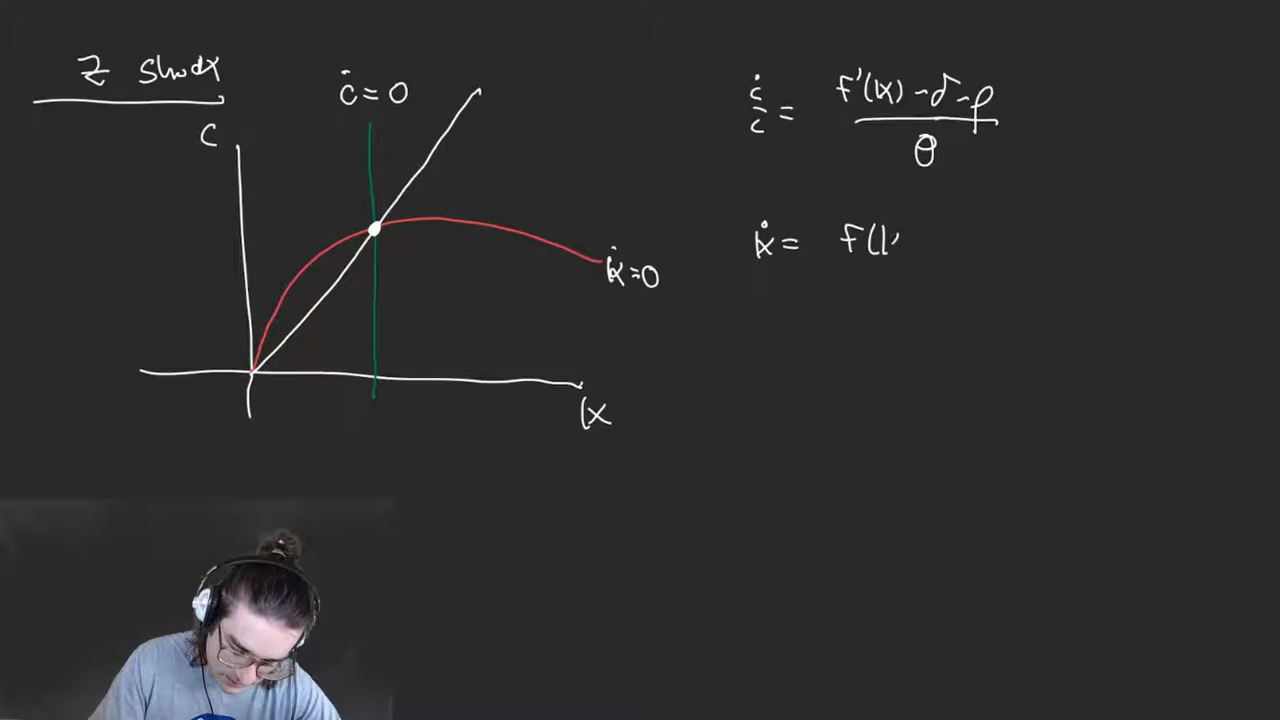 Z Shock
ċ = 0
C
k̇ = 0
k
ċ/c = (f'(k) - δ - ρ)/θ
k̇ = f(k